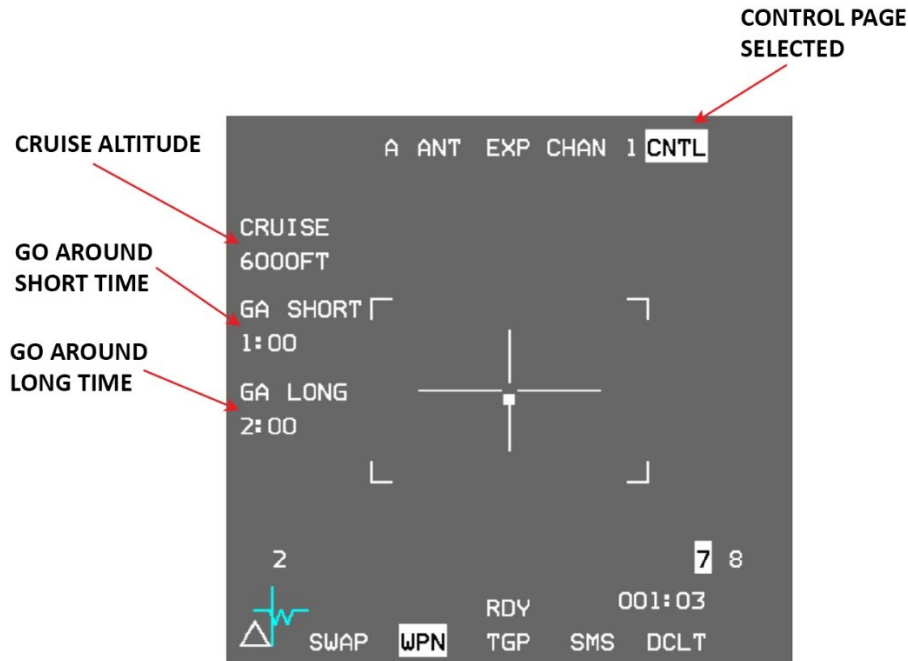 CONTROL PAGE
SELECTED
A ANT EXP CHAN 1 CNTL
CRUISE ALTITUDE
CRUISE
6000FT
GO AROUND
SHORT TIME
GA SHORT
1:00
GO AROUND
LONG TIME
GA LONG
2:00
2 7 8
RDY 001:03
SWAP WPN TGP SMS DCLT